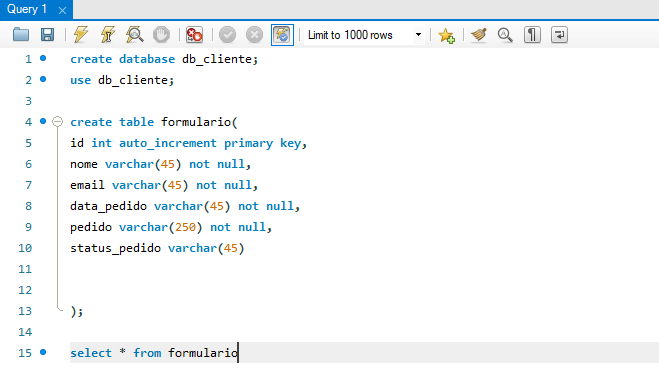 Query 1
Limit to 1000 rows
1 create database db_cliente;
2 use db_cliente;
3
4 create table formulario(
5 id int auto_increment primary key,
6 nome varchar(45) not null,
7 email varchar(45) not null,
8 data_pedido varchar(45) not null,
9 pedido varchar(250) not null,
10 status_pedido varchar(45)
11
12
13 );
14
15 select * from formulario